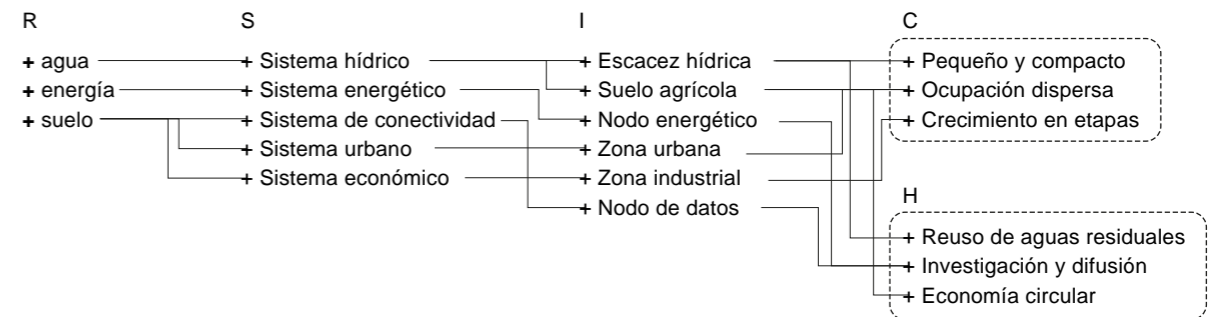 R
S
I
C
+ agua
+ Sistema hídrico
+ Escacez hídrica
+ Pequeño y compacto
+ energía
+ Sistema energético
+ Suelo agrícola
+ Ocupación dispersa
+ suelo
+ Sistema de conectividad
+ Nodo energético
+ Crecimiento en etapas
+ Sistema urbano
+ Zona urbana
+ Sistema económico
+ Zona industrial
H
+ Nodo de datos
+ Reuso de aguas residuales
+ Investigación y difusión
+ Economía circular